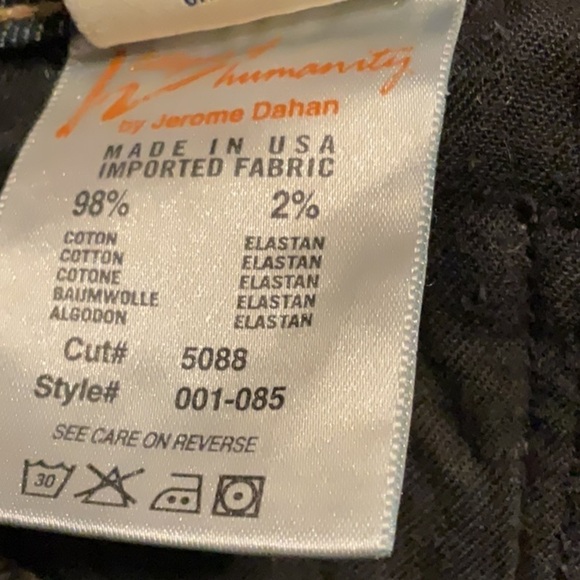 humanity
by Jerome Dahan
MADE IN USA
IMPORTED FABRIC
98% 2%
COTON ELASTAN
COTTON ELASTAN
COTONE ELASTAN
BAUMWOLLE ELASTAN
ALGODON ELASTAN
Cut# 5088
Style# 001-085
SEE CARE ON REVERSE
30